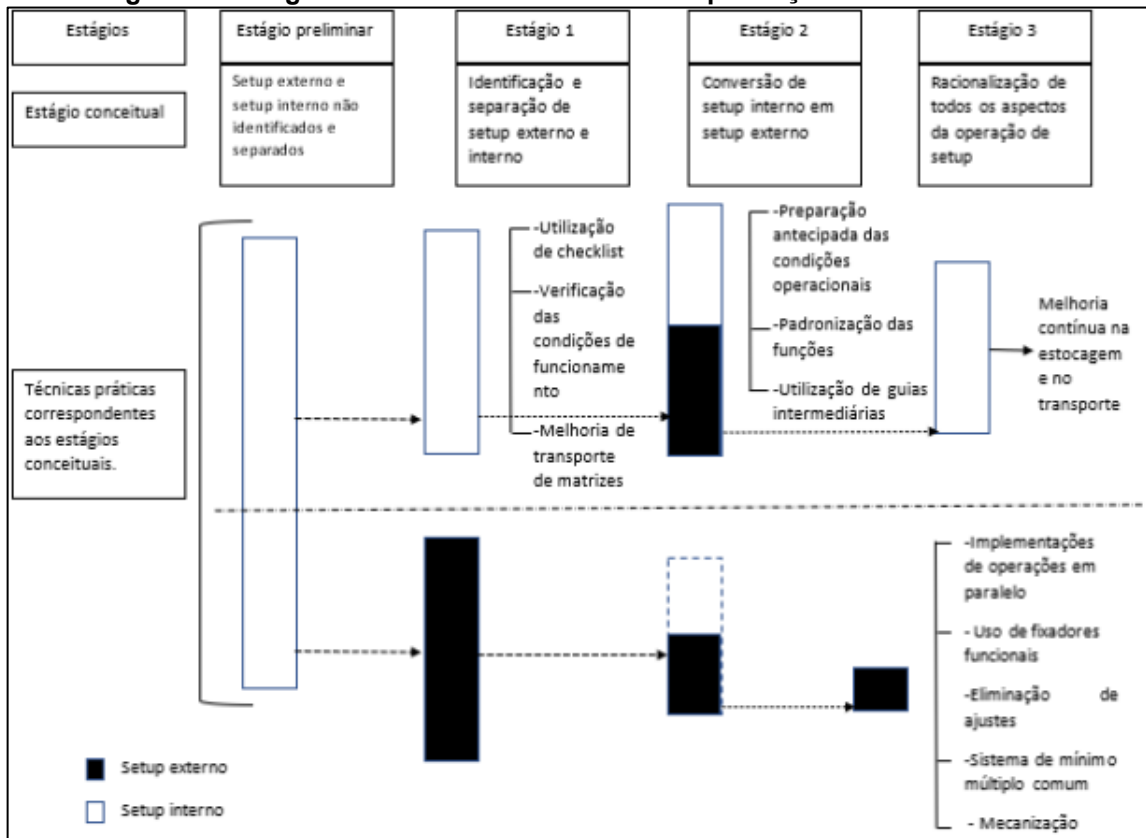 Estágios
Estágio preliminar
Estágio 1
Estágio 2
Estágio 3
Estágio conceitual
Setup externo e
setup interno não
identificados e
separados
Identificação e
separação de
setup externo e
interno
Conversão de
setup interno em
setup externo
Racionalização de
todos os aspectos
da operação de
setup
Técnicas práticas
correspondentes
aos estágios
conceituais.
-Utilização
de checklist
-Verificação
das
condições de
funcioname
nto
-Melhoria de
transporte
de matrizes
-Preparação
antecipada das
condições
operacionais
-Padronização das
funções
-Utilização de guias
intermediárias
Melhoria
contínua na
estocagem
e no
transporte
-Implementações
de operações em
paralelo
- Uso de fixadores
funcionais
-Eliminação de
ajustes
-Sistema de mínimo
múltiplo comum
- Mecanização
Setup externo
Setup interno